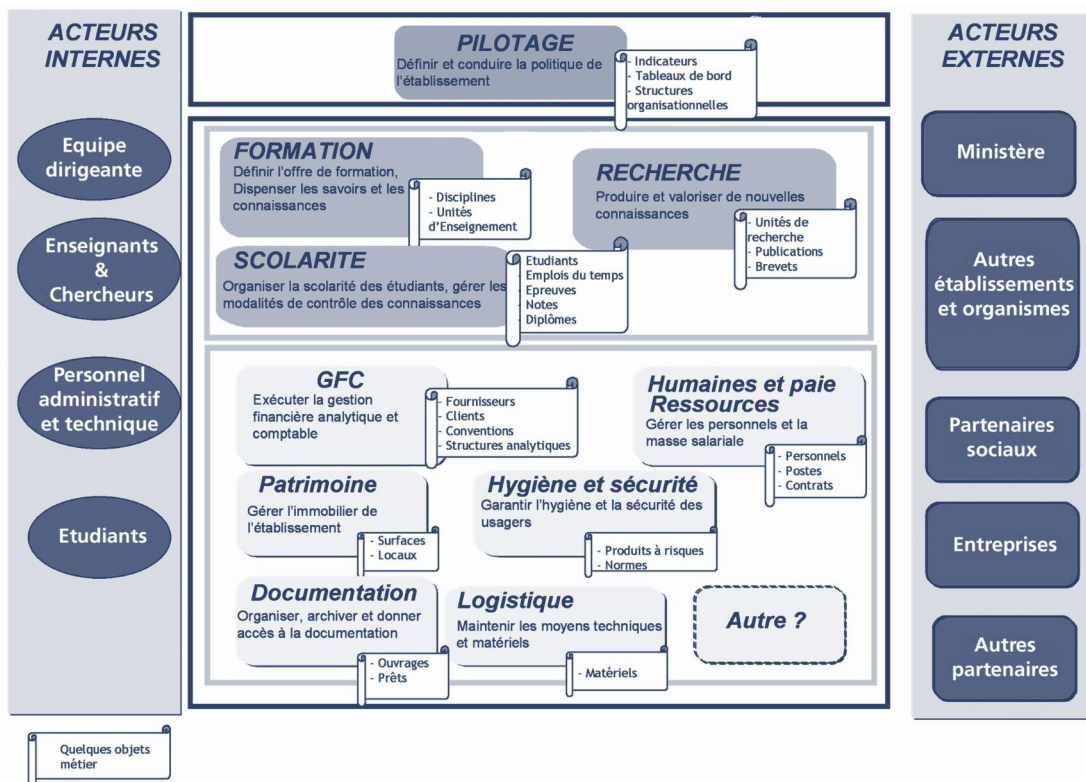 ACTEURS
INTERNES
Equipe
dirigeante
Enseignants
&
Chercheurs
Personnel
administratif
et technique
Etudiants
PILOTAGE
Définir et conduire la politique de
l'établissement
- Indicateurs
- Tableaux de bord
- Structures
organisationnelles
FORMATION
Définir l'offre de formation,
Dispenser les savoirs et les
connaissances
- Disciplines
- Unités
d'Enseignement
RECHERCHE
Produire et valoriser de nouvelles
connaissances
- Unités de
recherche
- Publications
- Brevets
SCOLARITE
Organiser la scolarité des étudiants, gérer les
modalités de contrôle des connaissances
- Etudiants
- Emplois du temps
- Epreuves
- Notes
- Diplômes
GFC
Exécuter la gestion
financière analytique et
comptable
- Fournisseurs
- Clients
- Conventions
- Structures analytiques
Humaines et paie
Ressources
Gérer les personnels et la
masse salariale
- Personnels
- Postes
- Contrats
Patrimoine
Gérer l'immobilier de
l'établissement
- Surfaces
- Locaux
Hygiène et sécurité
Garantir l'hygiène et la sécurité des
usagers
- Produits à risques
- Normes
Documentation
Organiser, archiver et donner
accès à la documentation
- Ouvrages
- Prêts
Logistique
Maintenir les moyens techniques
et matériels
- Matériels
Autre ?
ACTEURS
EXTERNES
Ministère
Autres
établissements
et organismes
Partenaires
sociaux
Entreprises
Autres
partenaires
Quelques objets
métier